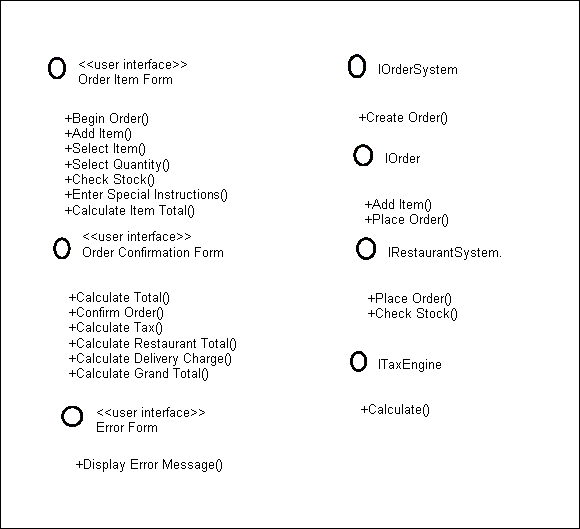 <<user interface>>
Order Item Form
+Begin Order()
+Add Item()
+Select Item()
+Select Quantity()
+Check Stock()
+Enter Special Instructions()
+Calculate Item Total()
<<user interface>>
Order Confirmation Form
+Calculate Total()
+Confirm Order()
+Calculate Tax()
+Calculate Restaurant Total()
+Calculate Delivery Charge()
+Calculate Grand Total()
<<user interface>>
Error Form
+Display Error Message()
IOrderSystem
+Create Order()
IOrder
+Add Item()
+Place Order()
IRestaurantSystem.
+Place Order()
+Check Stock()
ITaxEngine
+Calculate()